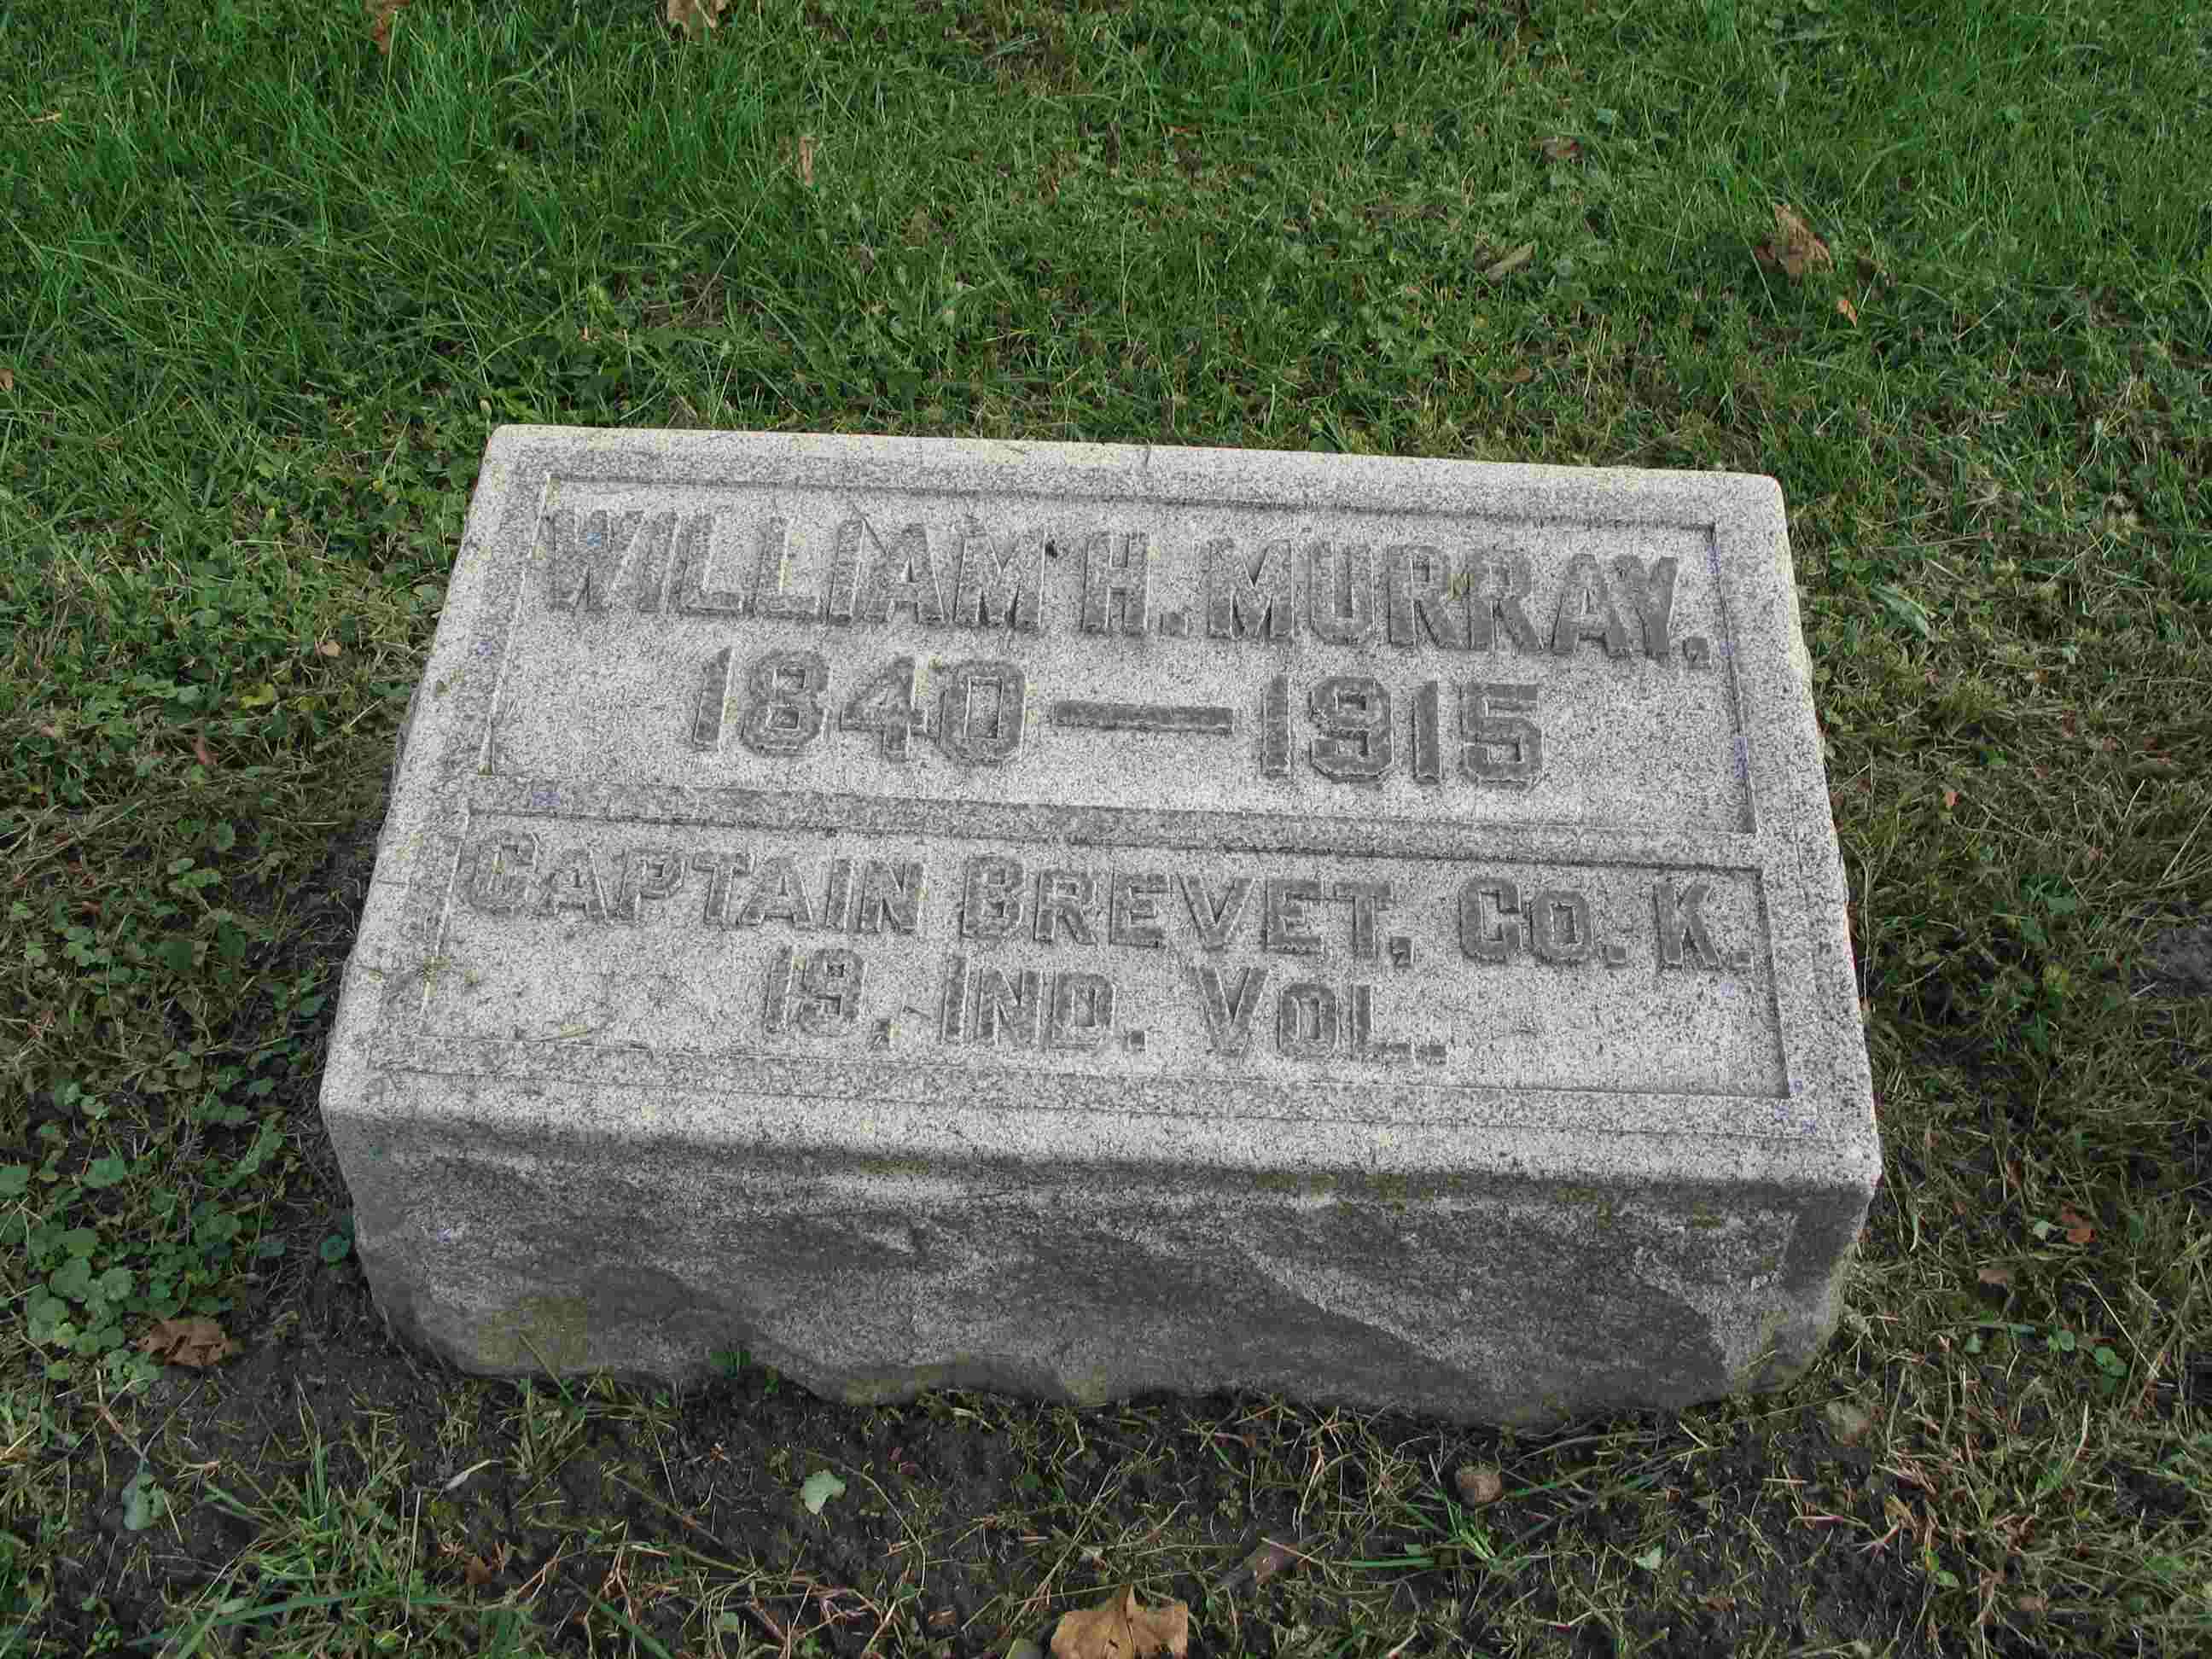 WILLIAM H. MURRAY,
1840 — 1915
CAPTAIN BREVET, CO. K.
19, IND. VOL.